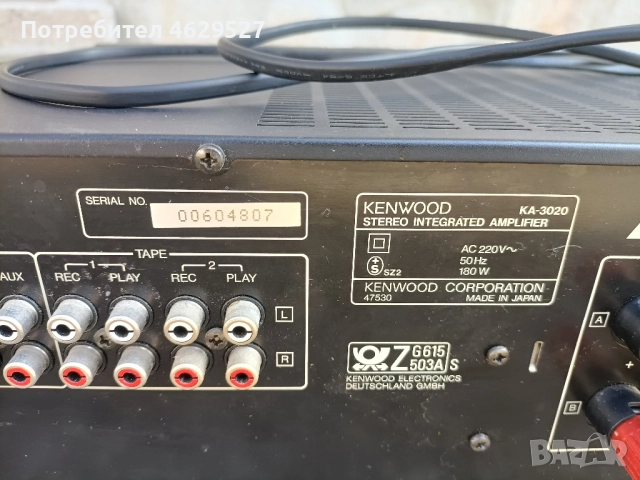 Потребител 4629527
SERIAL NO.
00604807
KENWOOD KA-3020
STEREO INTEGRATED AMPLIFIER
AC 220V~
50Hz
180 W
S SZ2
KENWOOD CORPORATION
47530 MADE IN JAPAN
TAPE
1 2
AUX REC PLAY REC PLAY
L
R
A
B
+
Z G615 503A/S
KENWOOD ELECTRONICS
DEUTSCHLAND GMBH
BAZAR